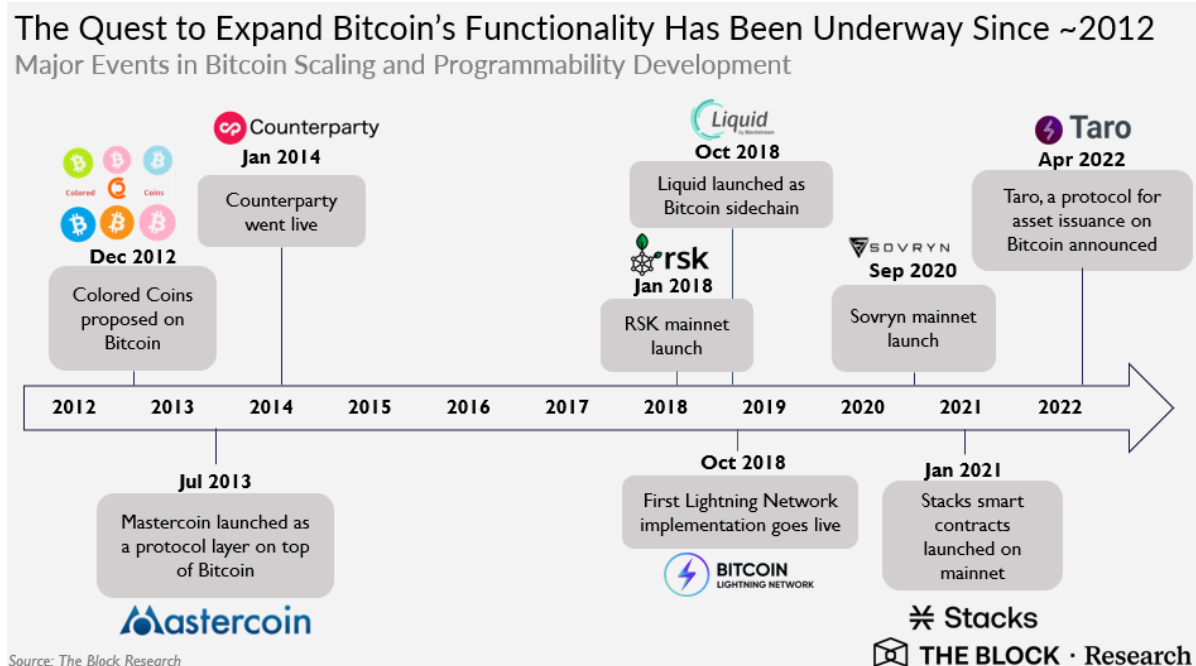 The Quest to Expand Bitcoin's Functionality Has Been Underway Since ~2012
Major Events in Bitcoin Scaling and Programmability Development
Colored Coins
Dec 2012
Colored Coins
proposed on
Bitcoin
Counterparty
Jan 2014
Counterparty
went live
Liquid
by Blockstream
Oct 2018
Liquid launched as
Bitcoin sidechain
rsk
Jan 2018
RSK mainnet
launch
SOVRYN
Sep 2020
Sovryn mainnet
launch
Taro
Apr 2022
Taro, a protocol for
asset issuance on
Bitcoin announced
2012 2013 2014 2015 2016 2017 2018 2019 2020 2021 2022
Jul 2013
Mastercoin launched as
a protocol layer on top
of Bitcoin
Mastercoin
Oct 2018
First Lightning Network
implementation goes live
BITCOIN
LIGHTNING NETWORK
Jan 2021
Stacks smart
contracts
launched on
mainnet
Stacks
Source: The Block Research
THE BLOCK · Research